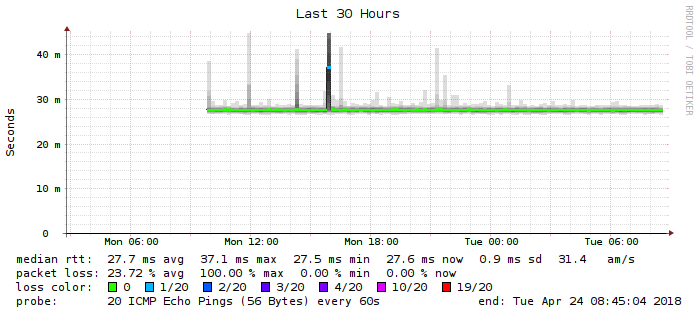 Last 30 Hours
RRDTOOL / TOBI OETIKER
Seconds
40 m
30 m
20 m
10 m
0
Mon 06:00 Mon 12:00 Mon 18:00 Tue 00:00 Tue 06:00
median rtt: 27.7 ms avg 37.1 ms max 27.5 ms min 27.6 ms now 0.9 ms sd 31.4 am/s
packet loss: 23.72 % avg 100.00 % max 0.00 % min 0.00 % now
loss color: 0 1/20 2/20 3/20 4/20 10/20 19/20
probe: 20 ICMP Echo Pings (56 Bytes) every 60s end: Tue Apr 24 08:45:04 2018